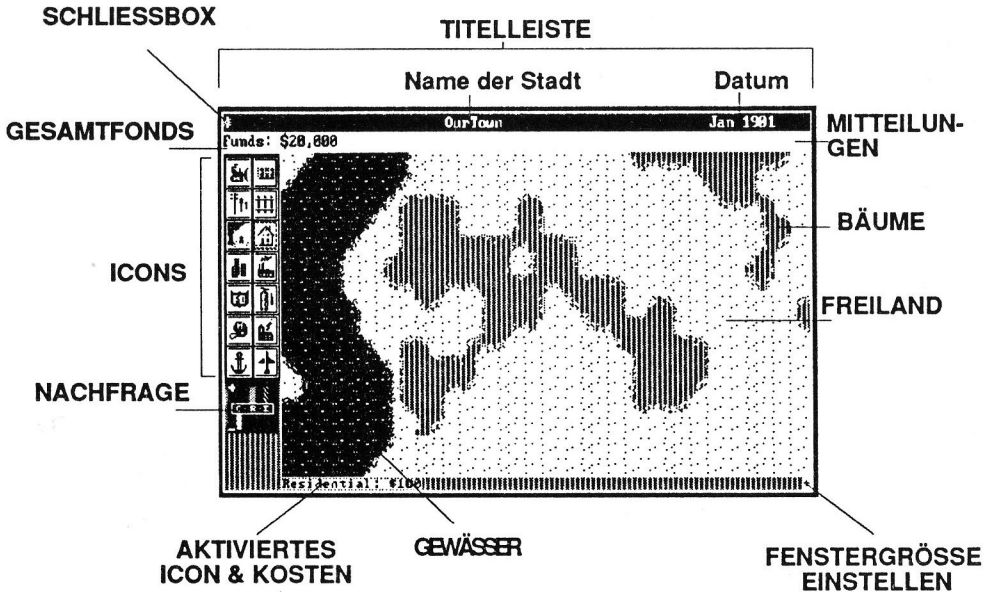 SCHLIESSBOX
TITELLEISTE
Name der Stadt
Datum
GESAMTFONDS
OurTown
Jan 1901
MITTEILUN-
GEN
Funds: $20,000
BÄUME
ICONS
FREILAND
NACHFRAGE
Residential: $100
AKTIVIERTES
ICON & KOSTEN
GEWÄSSER
FENSTERGRÖSSE
EINSTELLEN